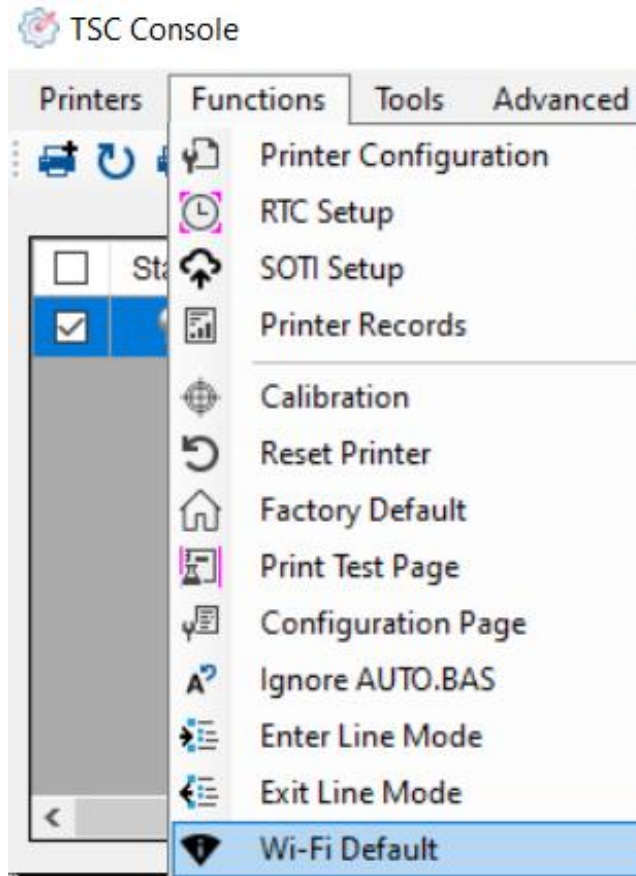 TSC Console
Printers Functions Tools Advanced
Printer Configuration
RTC Setup
SOTI Setup
Printer Records
Calibration
Reset Printer
Factory Default
Print Test Page
Configuration Page
Ignore AUTO.BAS
Enter Line Mode
Exit Line Mode
Wi-Fi Default